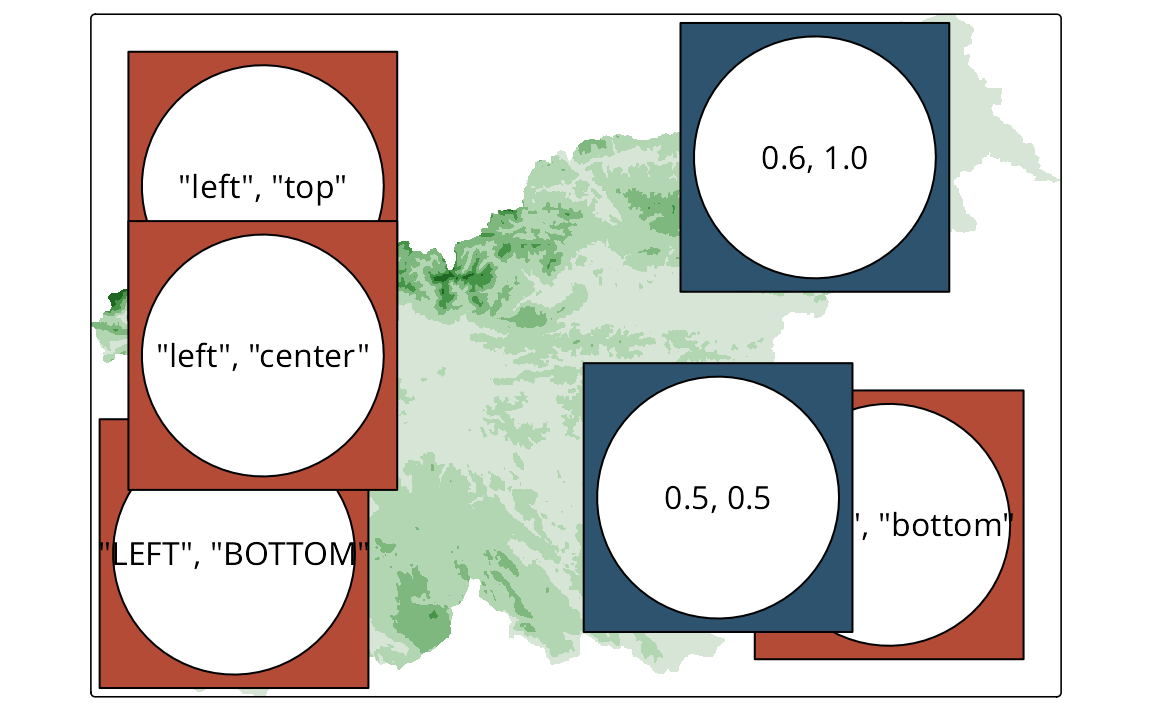 0.6, 1.0
"left", "top"
"left", "center"
0.5, 0.5
", "bottom"
"LEFT", "BOTTOM"